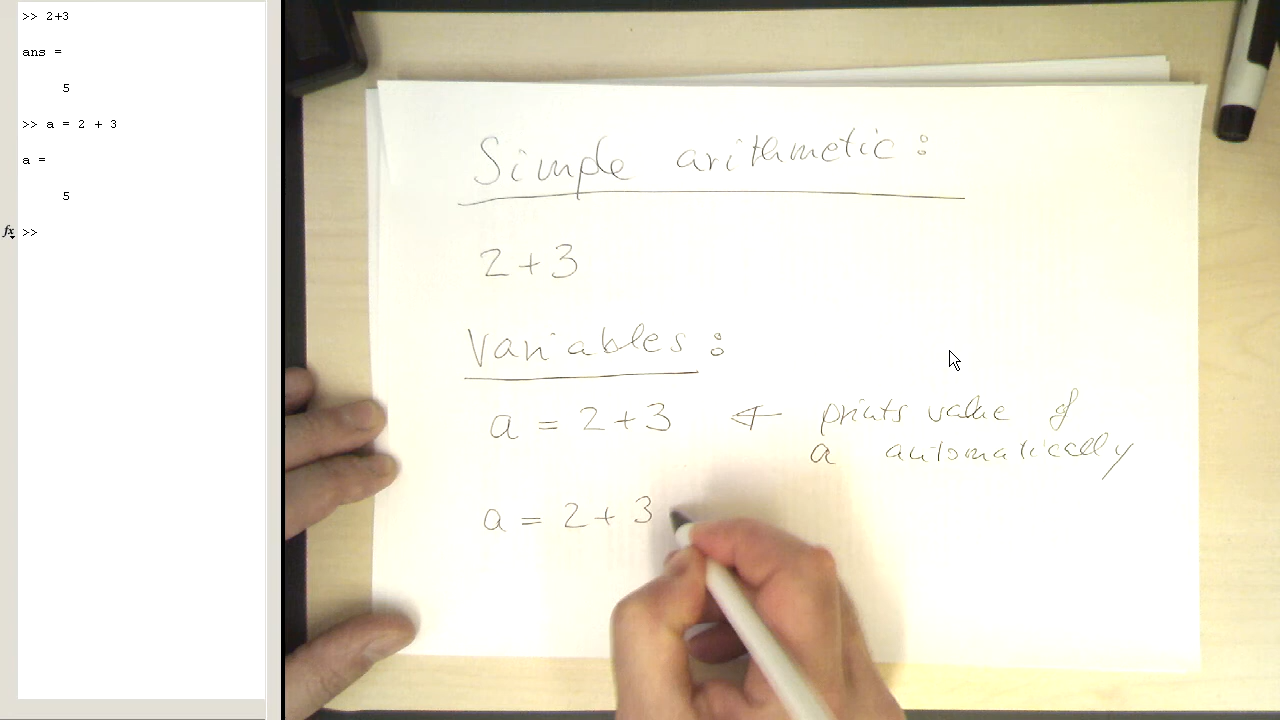 >> 2+3
ans =
5
>> a = 2 + 3
a =
5
fx >>
Simple arithmetic:
2+3
Variables:
a = 2+3 ← prints value of
a automatically
a = 2+3